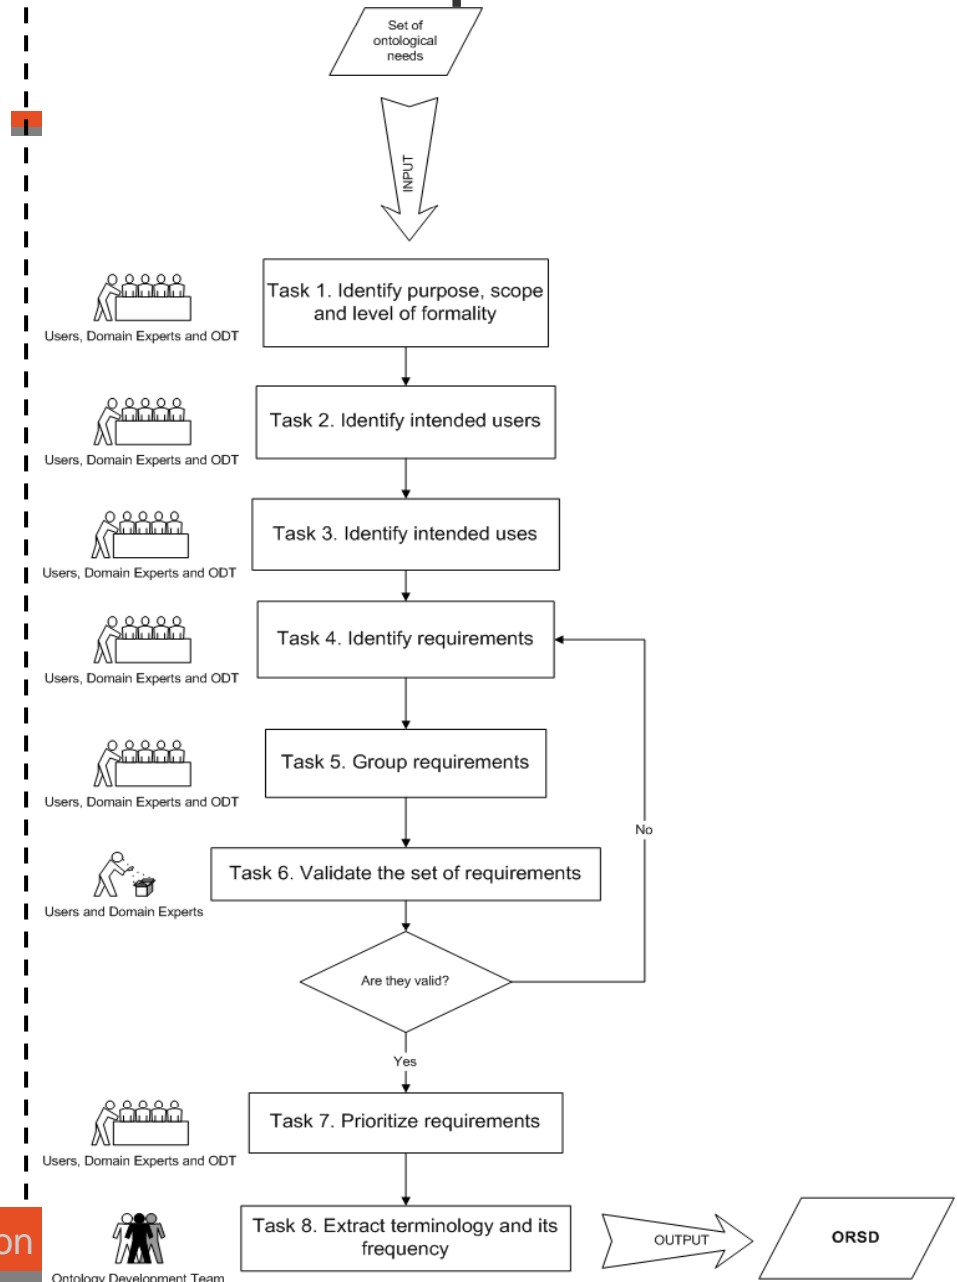 Set of
ontological
needs
INPUT
Task 1. Identify purpose, scope
and level of formality
Users, Domain Experts and ODT
Task 2. Identify intended users
Users, Domain Experts and ODT
Task 3. Identify intended uses
Users, Domain Experts and ODT
Task 4. Identify requirements
Users, Domain Experts and ODT
Task 5. Group requirements
Users, Domain Experts and ODT
No
Task 6. Validate the set of requirements
Users and Domain Experts
Are they valid?
Yes
Task 7. Prioritize requirements
Users, Domain Experts and ODT
Task 8. Extract terminology and its
frequency
OUTPUT
ORSD
on
Ontology Development Team